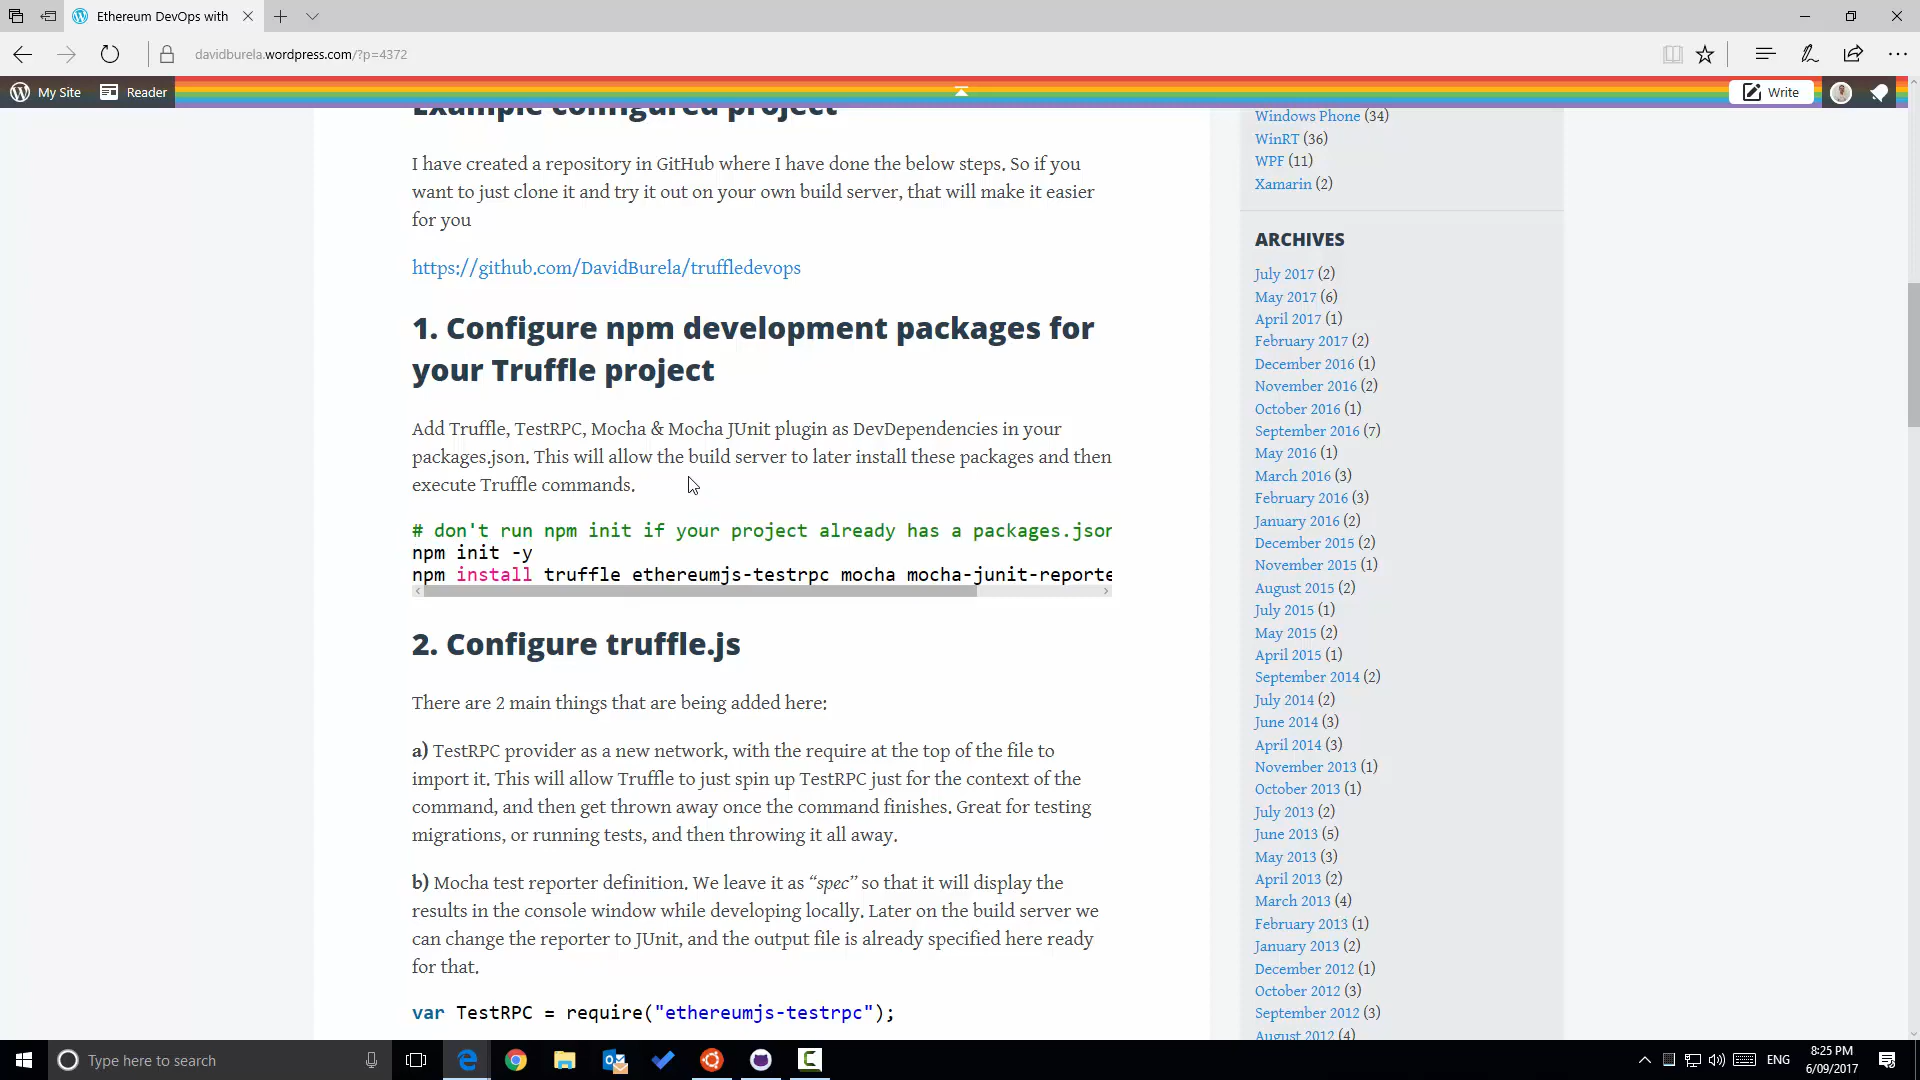 Ethereum DevOps with
davidburela.wordpress.com/?p=4372
My Site
Reader
Write
Example configured project
I have created a repository in GitHub where I have done the below steps. So if you
want to just clone it and try it out on your own build server, that will make it easier
for you
https://github.com/DavidBurela/truffledevops
1. Configure npm development packages for
your Truffle project
Add Truffle, TestRPC, Mocha & Mocha JUnit plugin as DevDependencies in your
packages.json. This will allow the build server to later install these packages and then
execute Truffle commands.
# don't run npm init if your project already has a packages.json
npm init -y
npm install truffle ethereumjs-testrpc mocha mocha-junit-reporte
2. Configure truffle.js
There are 2 main things that are being added here:
a) TestRPC provider as a new network, with the require at the top of the file to
import it. This will allow Truffle to just spin up TestRPC just for the context of the
command, and then get thrown away once the command finishes. Great for testing
migrations, or running tests, and then throwing it all away.
b) Mocha test reporter definition. We leave it as “spec” so that it will display the
results in the console window while developing locally. Later on the build server we
can change the reporter to JUnit, and the output file is already specified here ready
for that.
var TestRPC = require("ethereumjs-testrpc");
Windows Phone (34)
WinRT (36)
WPF (11)
Xamarin (2)
ARCHIVES
July 2017 (2)
May 2017 (6)
April 2017 (1)
February 2017 (2)
December 2016 (1)
November 2016 (2)
October 2016 (1)
September 2016 (7)
May 2016 (1)
March 2016 (3)
February 2016 (3)
January 2016 (2)
December 2015 (2)
November 2015 (1)
August 2015 (2)
July 2015 (1)
May 2015 (2)
April 2015 (1)
September 2014 (2)
July 2014 (2)
June 2014 (3)
April 2014 (3)
November 2013 (1)
October 2013 (1)
July 2013 (2)
June 2013 (5)
May 2013 (3)
April 2013 (2)
March 2013 (4)
February 2013 (1)
January 2013 (2)
December 2012 (1)
October 2012 (3)
September 2012 (3)
August 2012 (4)
Type here to search
ENG
8:25 PM
6/09/2017